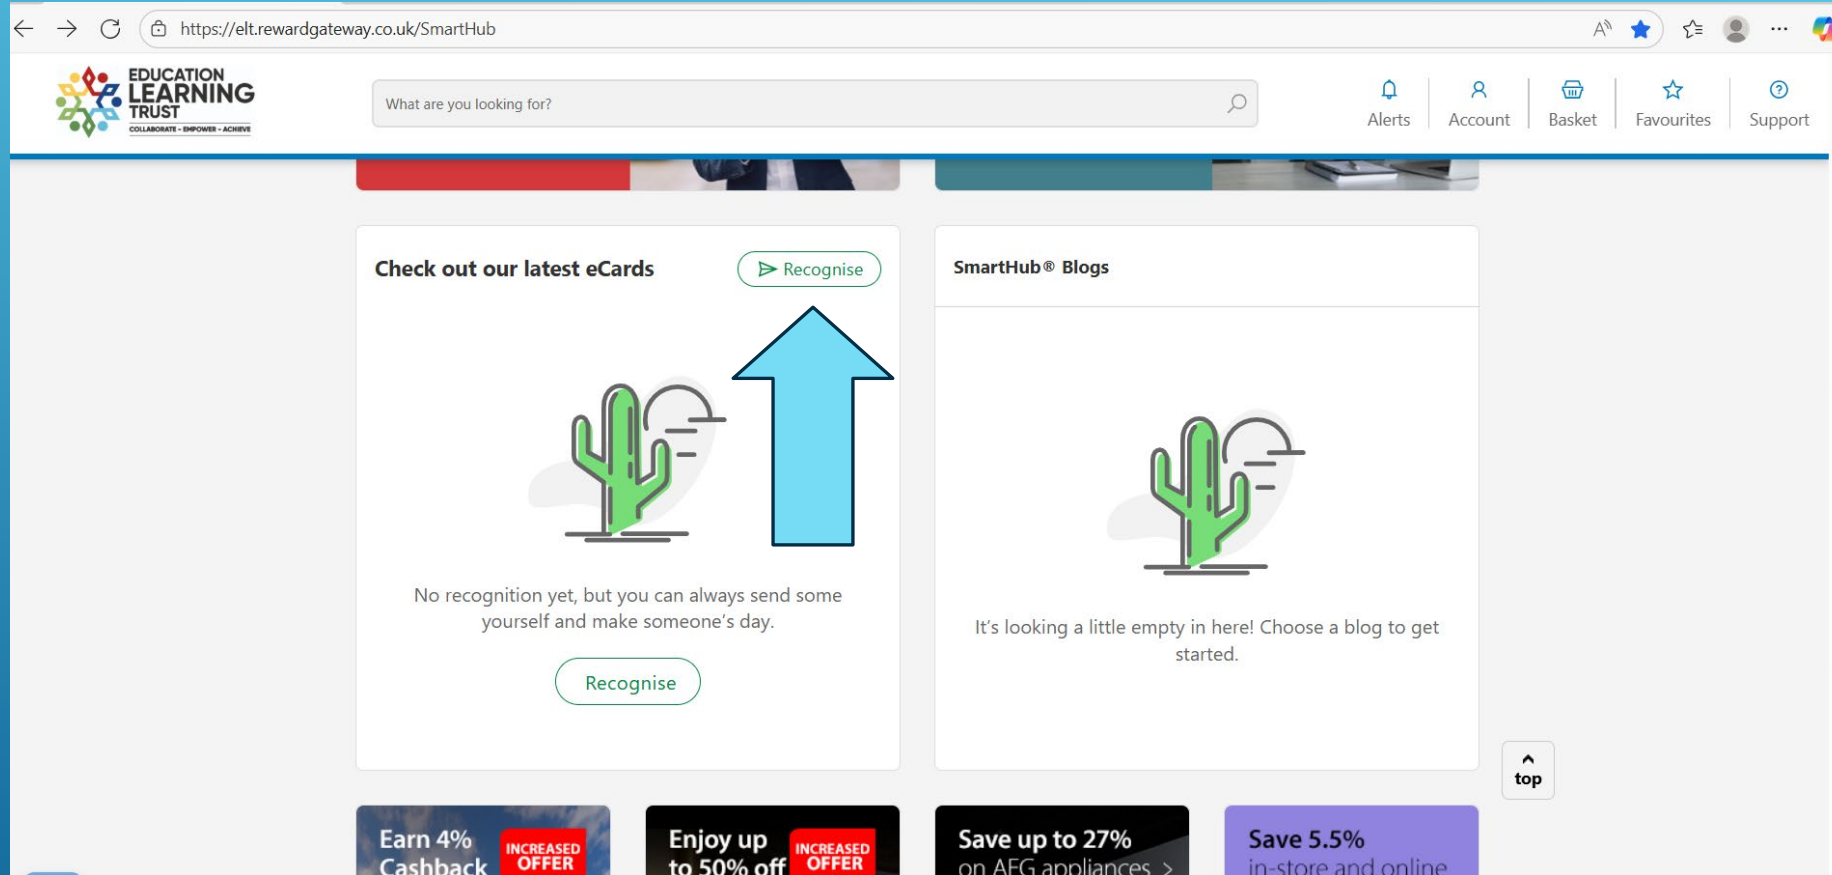 https://elt.rewardgateway.co.uk/SmartHub
EDUCATION
LEARNING
TRUST
COLLABORATE - EMPOWER - ACHIEVE
What are you looking for?
Alerts
Account
Basket
Favourites
Support
Check out our latest eCards
Recognise
No recognition yet, but you can always send some
yourself and make someone's day.
Recognise
SmartHub® Blogs
It's looking a little empty in here! Choose a blog to get
started.
top
Earn 4%
Cashback
INCREASED
OFFER
Enjoy up
to 50% off
INCREASED
OFFER
Save up to 27%
on AEG appliances >
Save 5.5%
in-store and online